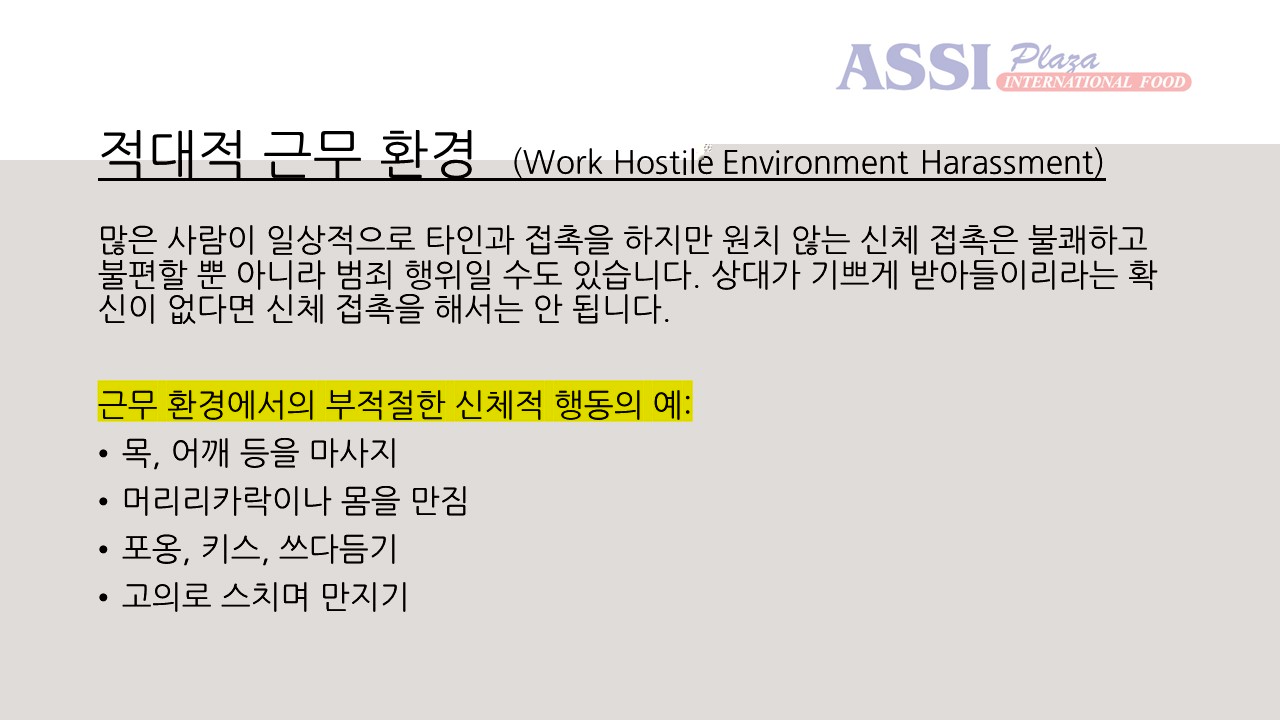 ASSI Plaza
INTERNATIONAL FOOD
적대적 근무 환경 (Work Hostile Environment Harassment)
많은 사람이 일상적으로 타인과 접촉을 하지만 원치 않는 신체 접촉은 불쾌하고
불편할 뿐 아니라 범죄 행위일 수도 있습니다. 상대가 기쁘게 받아들이리라는 확
신이 없다면 신체 접촉을 해서는 안 됩니다.
근무 환경에서의 부적절한 신체적 행동의 예:
• 목, 어깨 등을 마사지
• 머리리카락이나 몸을 만짐
• 포옹, 키스, 쓰다듬기
• 고의로 스치며 만지기